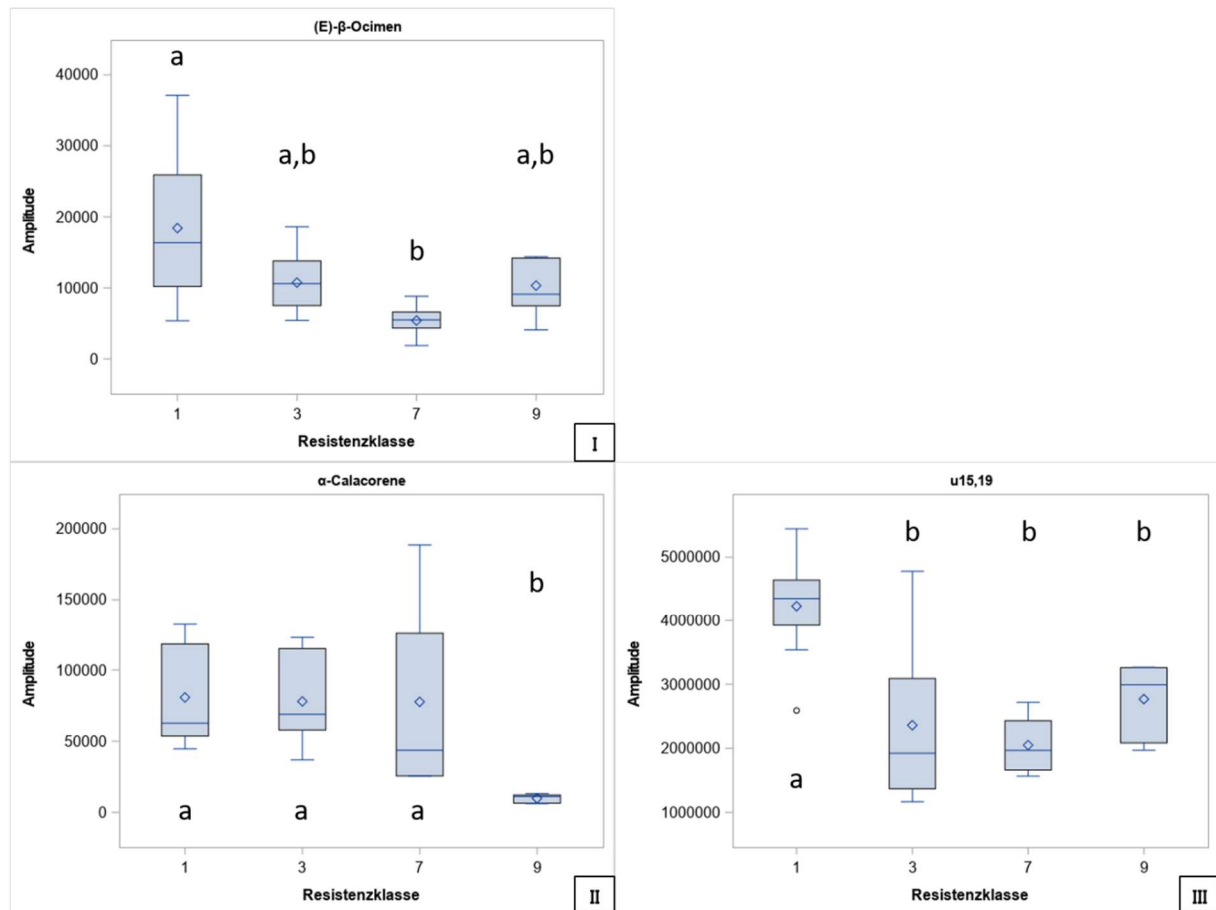 (E)-β-Ocimen
a
40000
30000
a,b
a,b
20000
b
10000
0
Amplitude
1 3 7 9
Resistenzklasse
I
α-Calacorene
200000
b
150000
100000
50000
0
a a a
Amplitude
1 3 7 9
Resistenzklasse
II
u15,19
b b b
5000000
4000000
3000000
2000000
a
1000000
Amplitude
1 3 7 9
Resistenzklasse
III